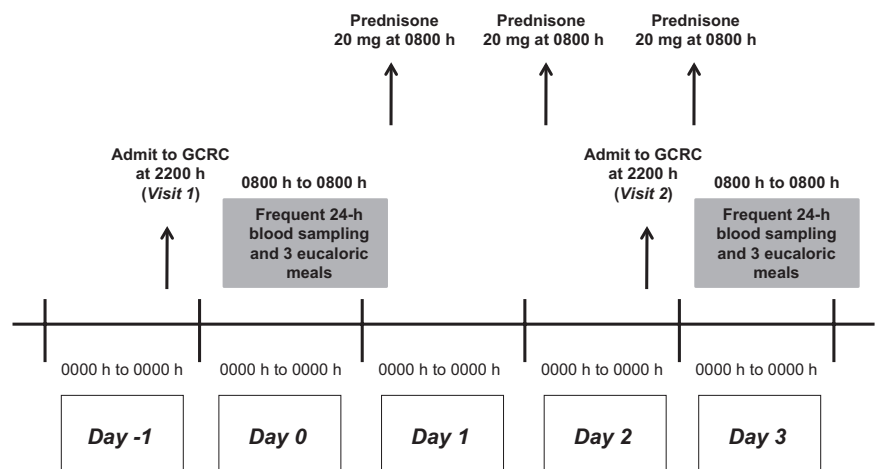 Prednisone
20 mg at 0800 h
Prednisone
20 mg at 0800 h
Prednisone
20 mg at 0800 h
Admit to GCRC
at 2200 h
(Visit 1)
0800 h to 0800 h
Frequent 24-h
blood sampling
and 3 eucaloric
meals
Admit to GCRC
at 2200 h
(Visit 2)
0800 h to 0800 h
Frequent 24-h
blood sampling
and 3 eucaloric
meals
0000 h to 0000 h
0000 h to 0000 h
0000 h to 0000 h
0000 h to 0000 h
0000 h to 0000 h
Day -1
Day 0
Day 1
Day 2
Day 3